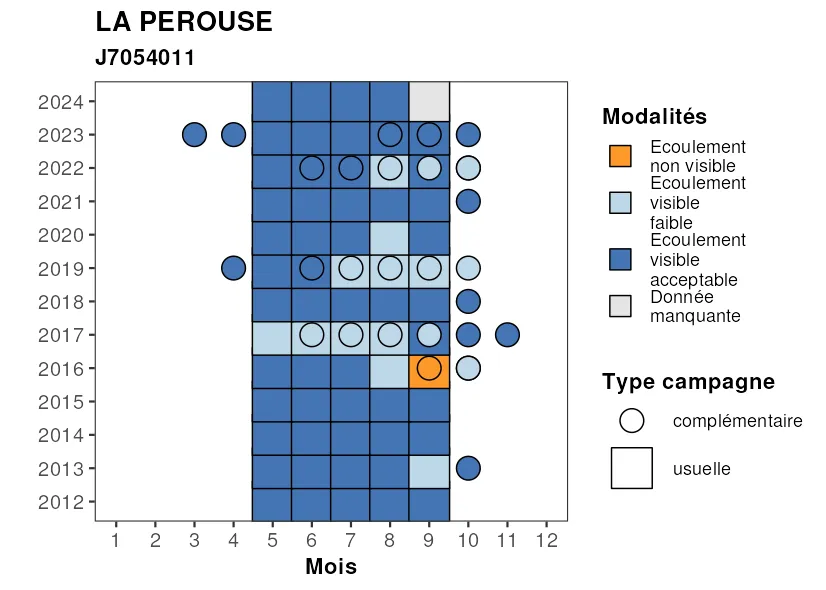 LA PEROUSE
J7054011
2024
2023
2022
2021
2020
2019
2018
2017
2016
2015
2014
2013
2012
1 2 3 4 5 6 7 8 9 10 11 12
Mois
Modalités
Ecoulement
non visible
Ecoulement
visible
faible
Ecoulement
visible
acceptable
Donnée
manquante
Type campagne
complémentaire
usuelle